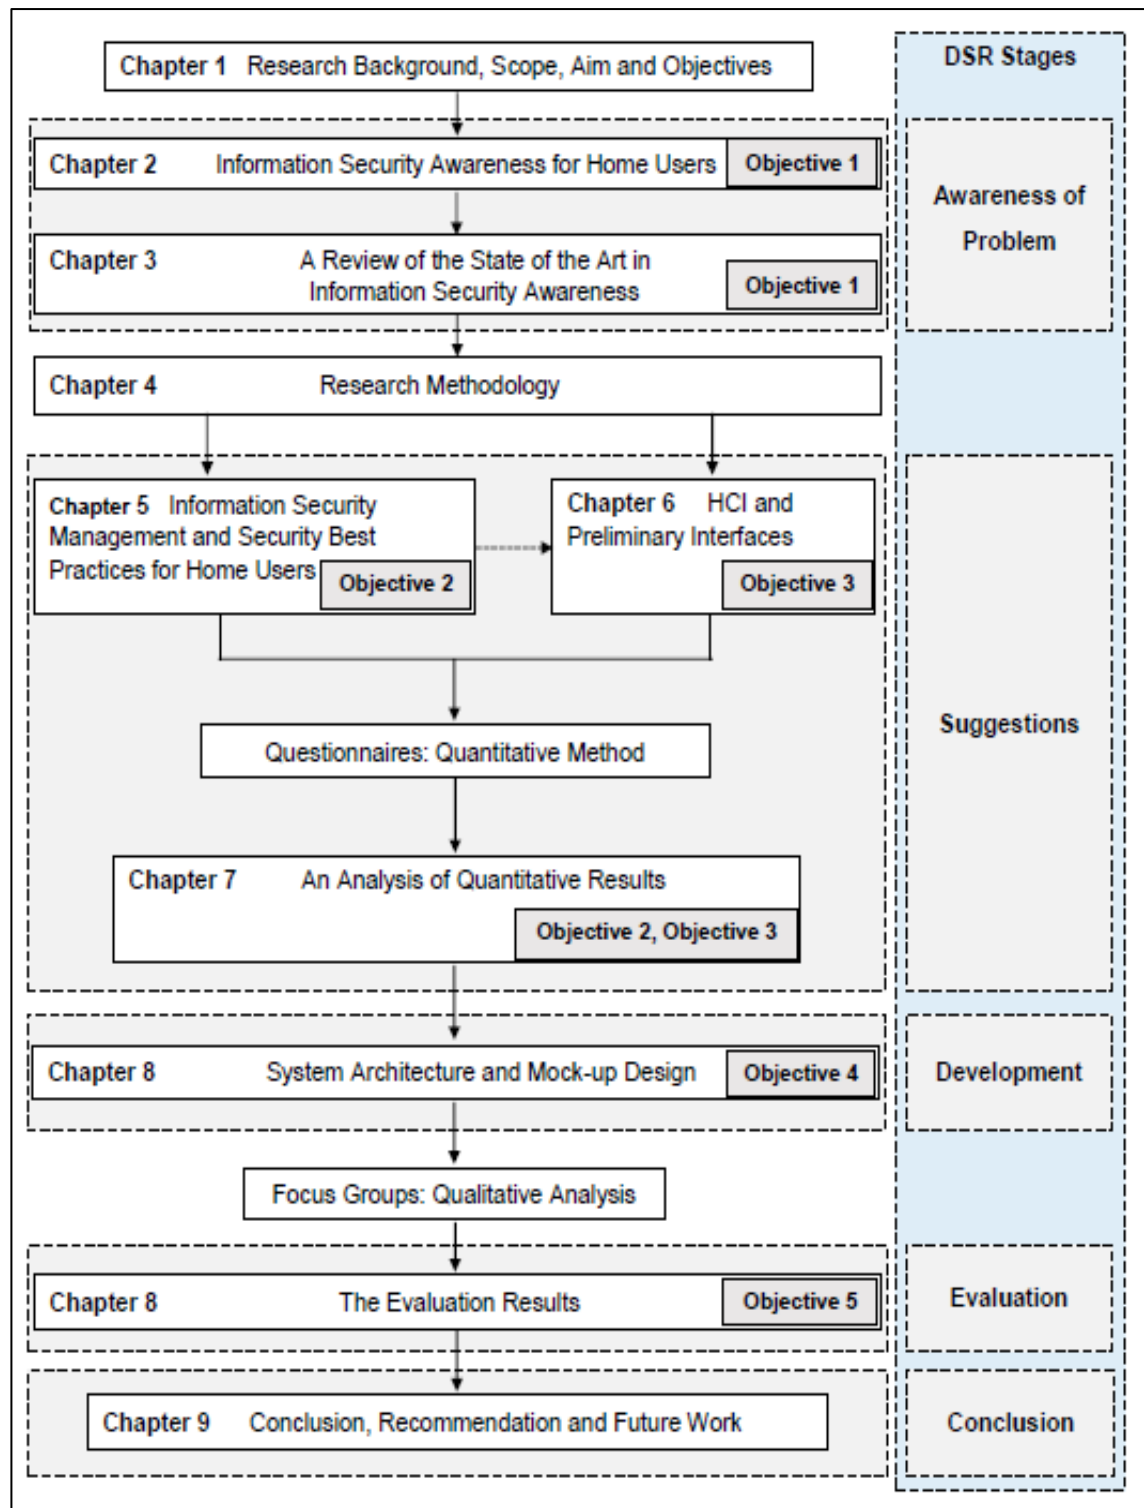 Chapter 1 Research Background, Scope, Aim and Objectives
DSR Stages
Chapter 2 Information Security Awareness for Home Users Objective 1
Chapter 3 A Review of the State of the Art in
Information Security Awareness
Objective 1
Awareness of
Problem
Chapter 4 Research Methodology
Chapter 5 Information Security
Management and Security Best
Practices for Home Users
Objective 2
Chapter 6 HCI and
Preliminary Interfaces
Objective 3
Questionnaires: Quantitative Method
Chapter 7 An Analysis of Quantitative Results
Objective 2, Objective 3
Suggestions
Chapter 8 System Architecture and Mock-up Design Objective 4
Development
Focus Groups: Qualitative Analysis
Chapter 8 The Evaluation Results Objective 5
Evaluation
Chapter 9 Conclusion, Recommendation and Future Work
Conclusion